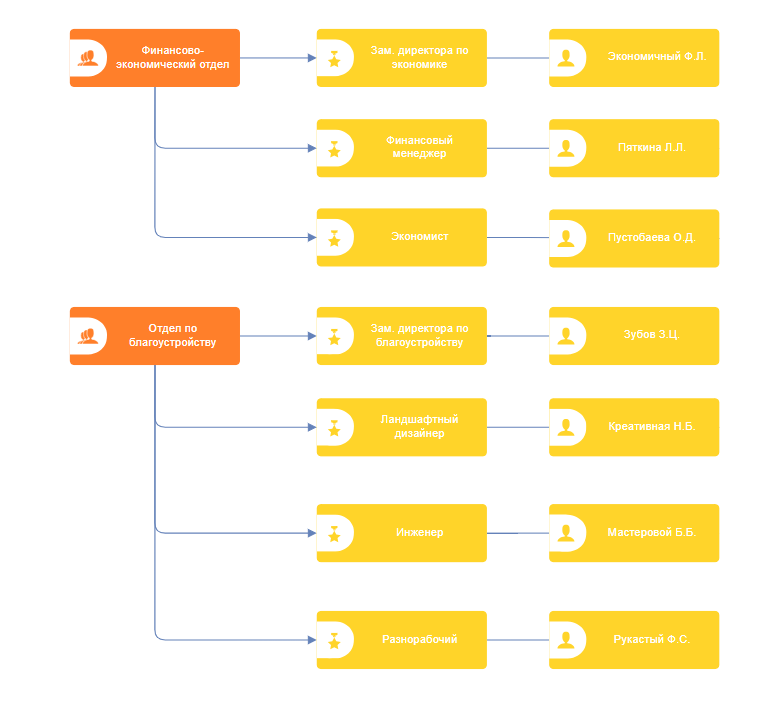 Финансово-
экономический отдел
Зам. директора по
экономике
Экономичный Ф.Л.
Финансовый
менеджер
Пяткина Л.Л.
Экономист
Пустобаева О.Д.
Отдел по
благоустройству
Зам. директора по
благоустройству
Зубов З.Ц.
Ландшафтный
дизайнер
Креативная Н.Б.
Инженер
Мастеровой Б.Б.
Разнорабочий
Рукастый Ф.С.